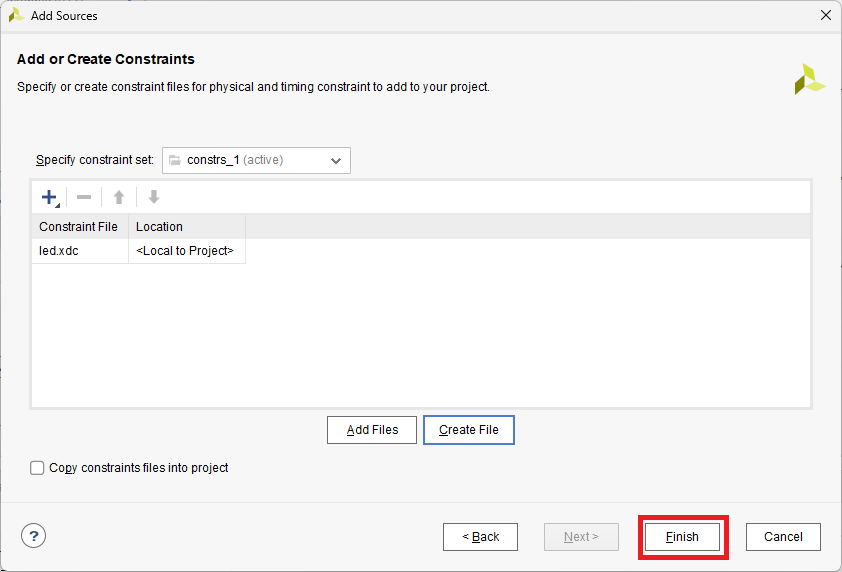 Add Sources
Add or Create Constraints
Specify or create constraint files for physical and timing constraint to add to your project.
Specify constraint set: constrs_1 (active)
Constraint File Location
led.xdc <Local to Project>
Add Files Create File
Copy constraints files into project
? < Back Next > Finish Cancel